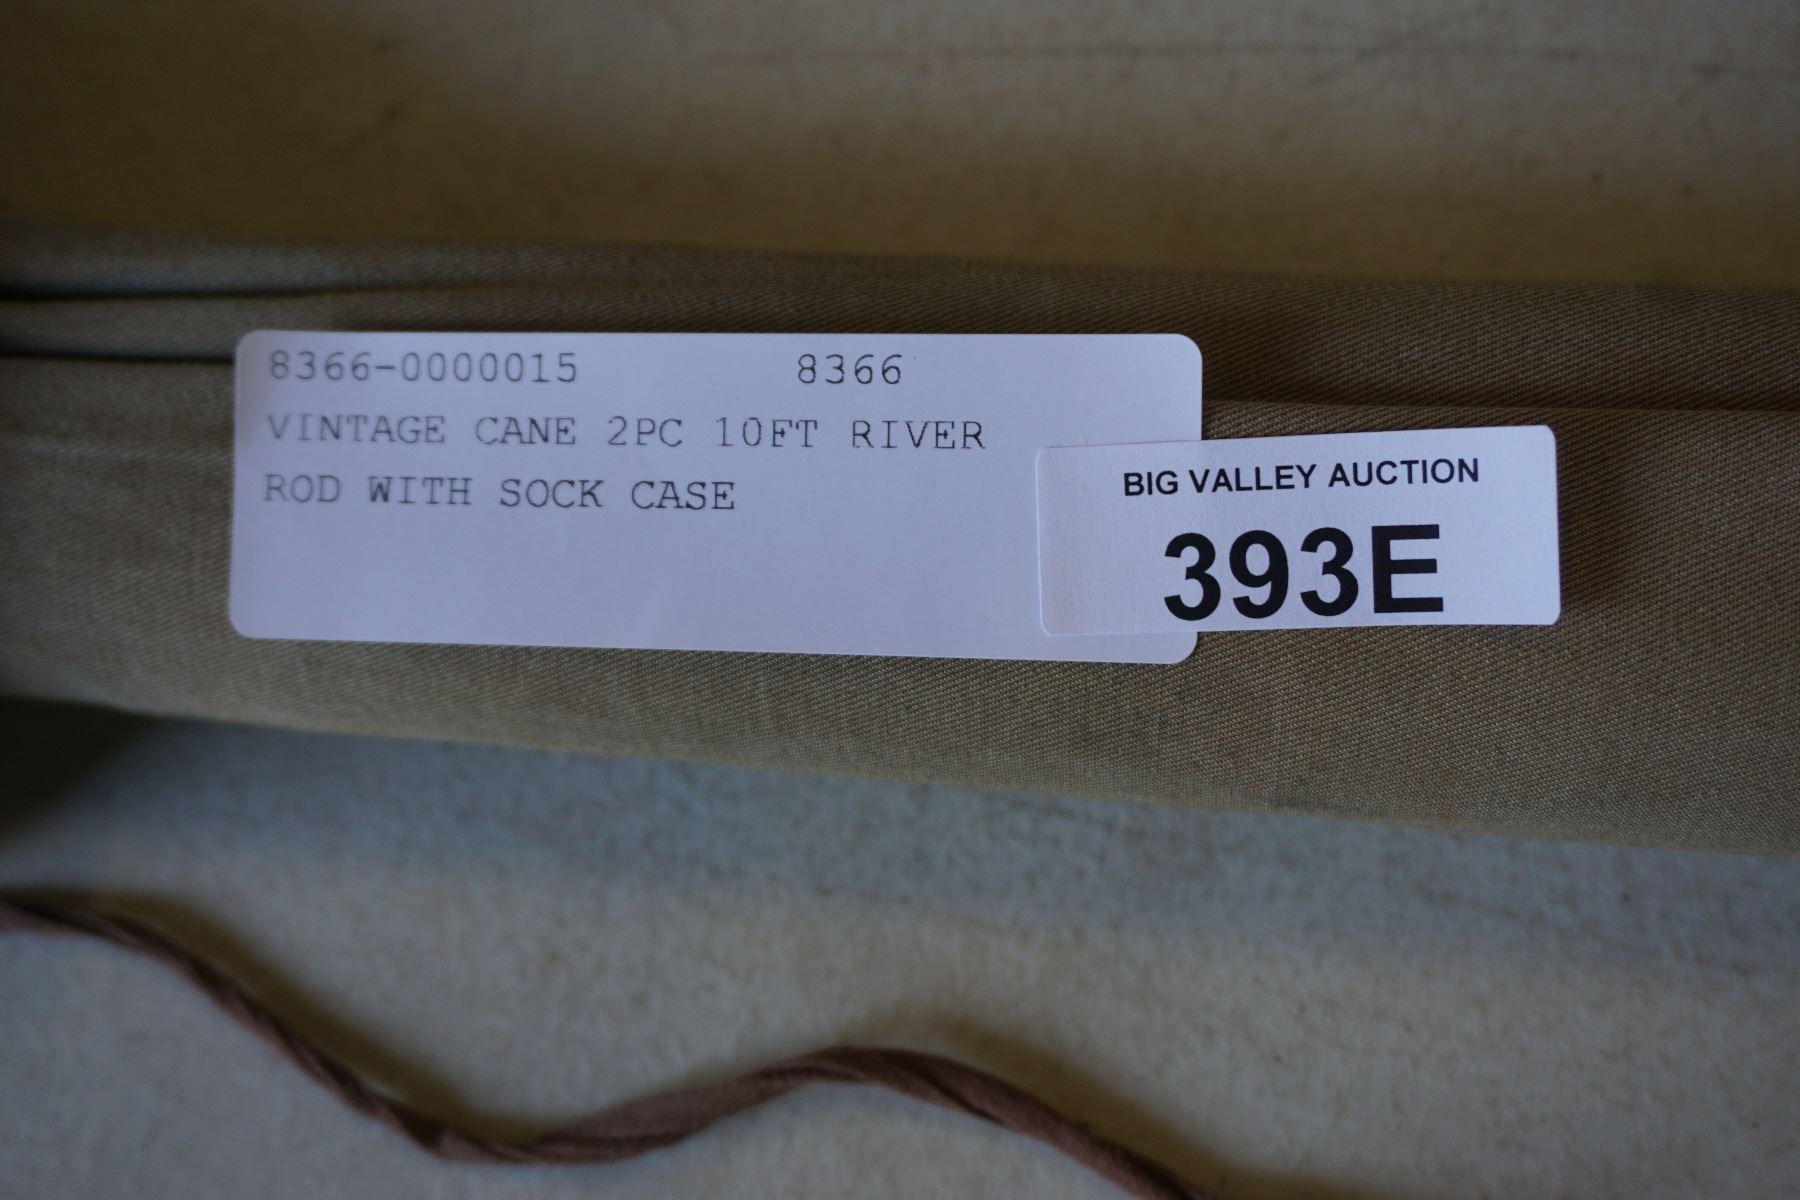 8366-0000015 8366
VINTAGE CANE 2PC 10FT RIVER
ROD WITH SOCK CASE
BIG VALLEY AUCTION
393E